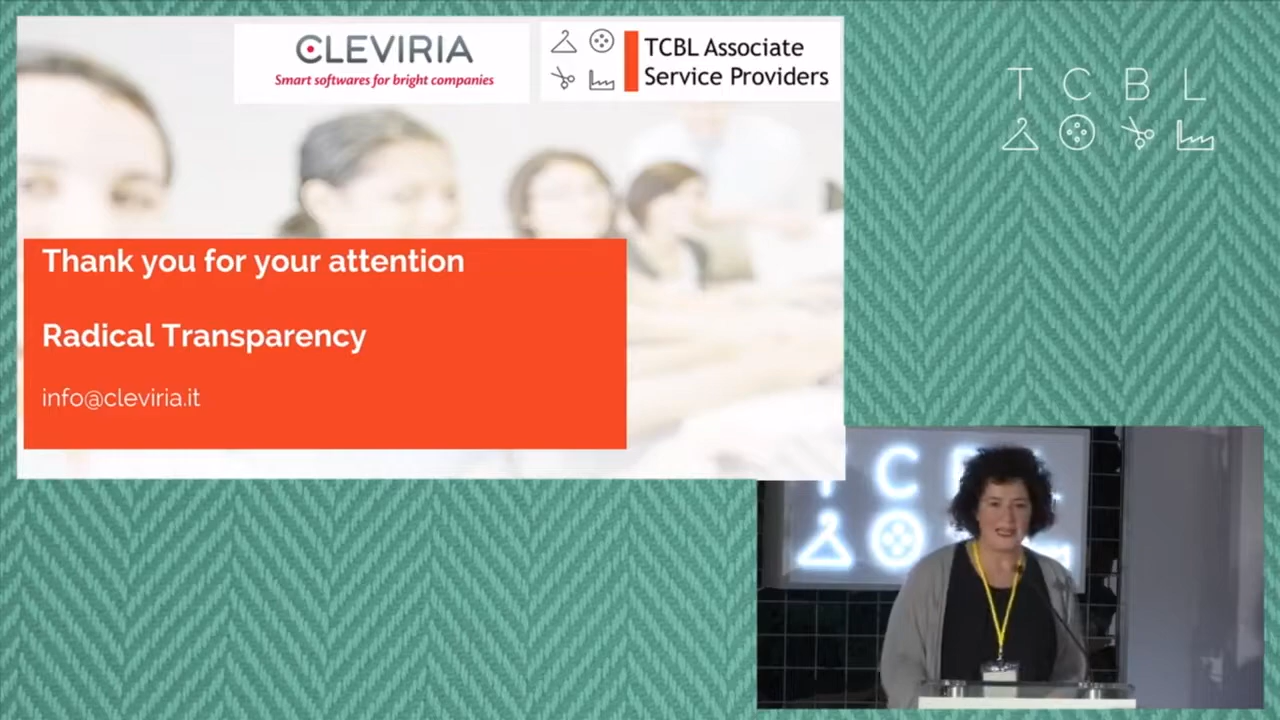 CLEVIRIA
Smart softwares for bright companies
TCBL Associate
Service Providers
T C B L
Thank you for your attention
Radical Transparency
info@cleviria.it
T C B L